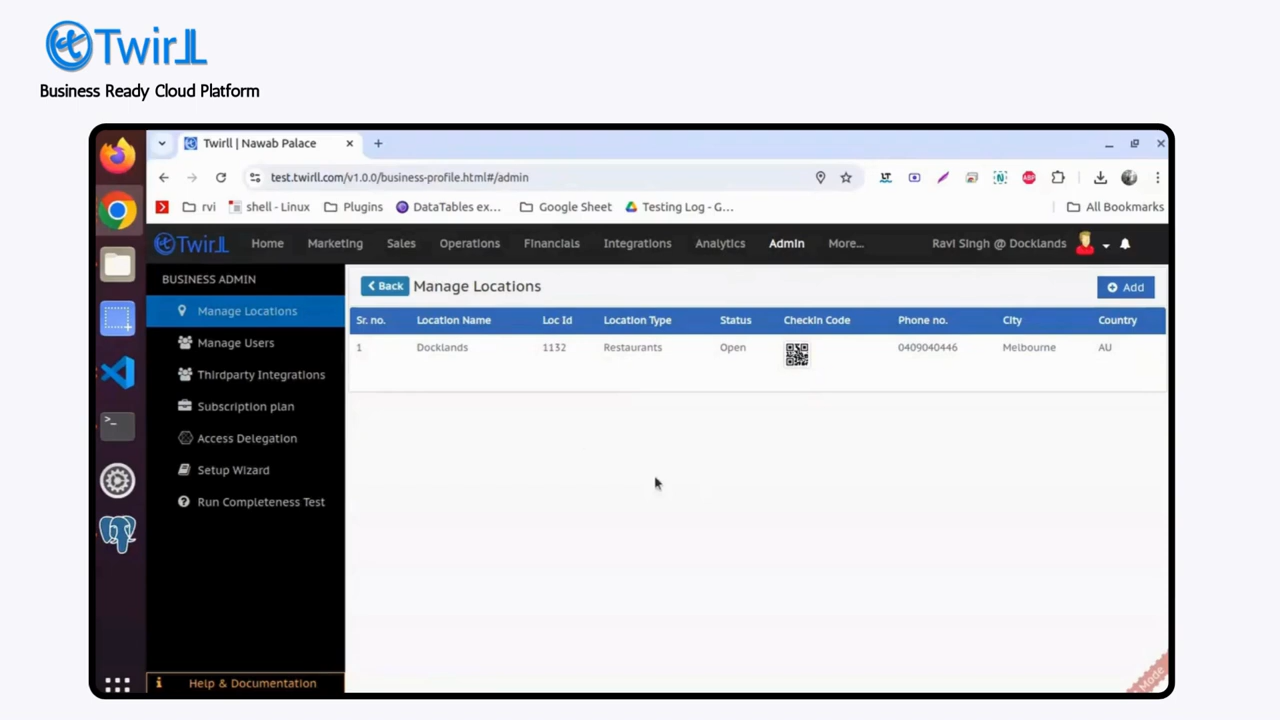 Twirll
Business Ready Cloud Platform
Twirll | Nawab Palace
test.twirll.com/v1.0.0/business-profile.html#/admin
rvi shell - Linux Plugins DataTables ex... Google Sheet Testing Log - G... All Bookmarks
Twirll Home Marketing Sales Operations Financials Integrations Analytics Admin More... Ravi Singh @ Docklands
BUSINESS ADMIN
Manage Locations
Manage Users
Thirdparty Integrations
Subscription plan
Access Delegation
Setup Wizard
Run Completeness Test
Help & Documentation
Back Manage Locations Add
Sr. no. Location Name Loc Id Location Type Status CheckIn Code Phone no. City Country
1 Docklands 1132 Restaurants Open 0409040446 Melbourne AU
Mode